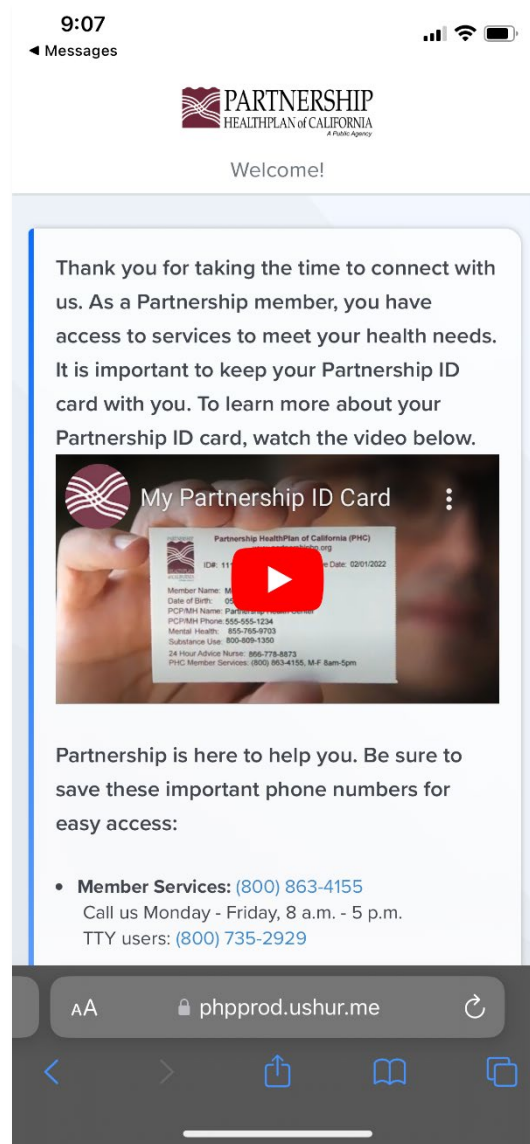 9:07
◀ Messages
PARTNERSHIP
HEALTHPLAN of CALIFORNIA
A Public Agency
Welcome!
Thank you for taking the time to connect with
us. As a Partnership member, you have
access to services to meet your health needs.
It is important to keep your Partnership ID
card with you. To learn more about your
Partnership ID card, watch the video below.
My Partnership ID Card
Partnership HealthPlan of California (PHC)
ID#: 11
Date: 02/01/2022
Member Name:
Date of Birth:
PCP/MH Name:
PCP/MH Phone: 555-555-1234
Mental Health: 855-765-9703
Substance Use: 800-809-1350
24 Hour Advice Nurse: 866-778-8873
PHC Member Services: (800) 863-4155, M-F 8am-5pm
Partnership is here to help you. Be sure to
save these important phone numbers for
easy access:
• Member Services: (800) 863-4155
Call us Monday - Friday, 8 a.m. - 5 p.m.
TTY users: (800) 735-2929
AA
phpprod.ushur.me